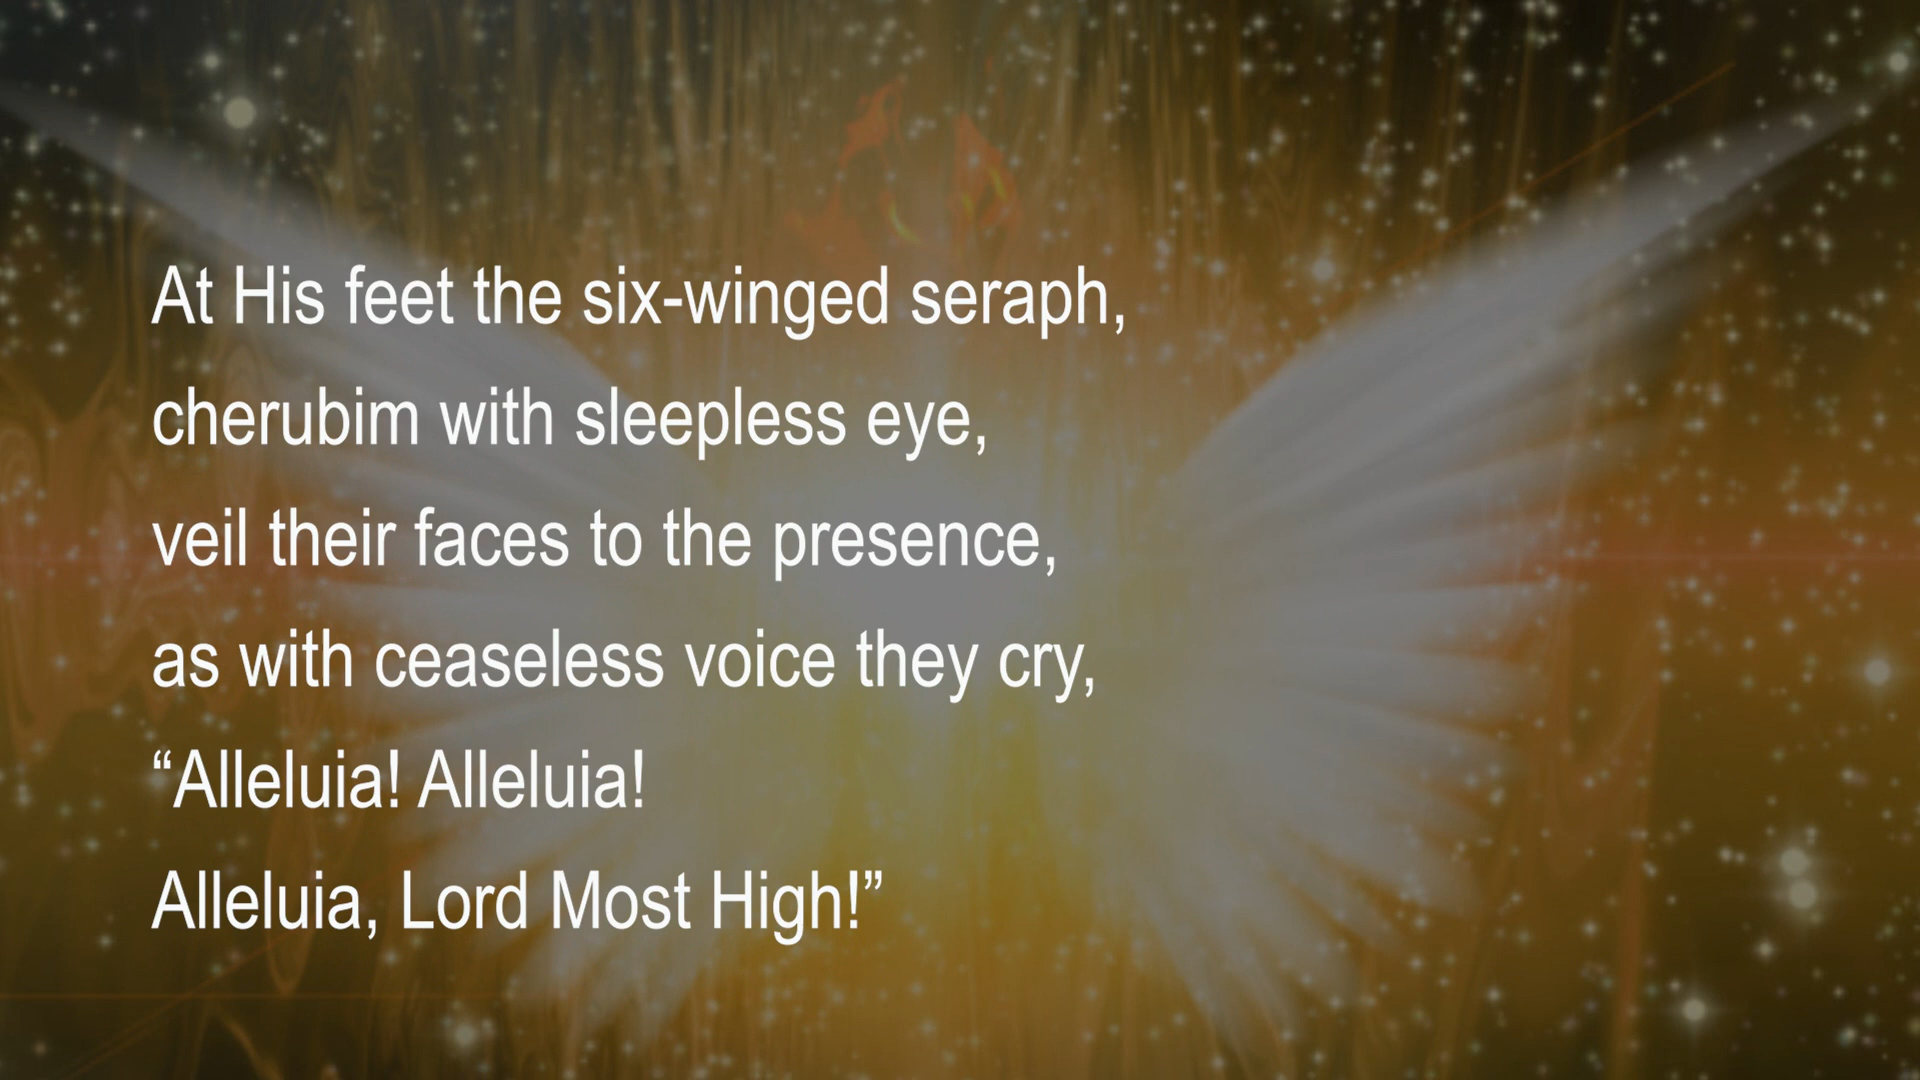 At His feet the six-winged seraph,
cherubim with sleepless eye,
veil their faces to the presence,
as with ceaseless voice they cry,
“Alleluia! Alleluia!
Alleluia, Lord Most High!”